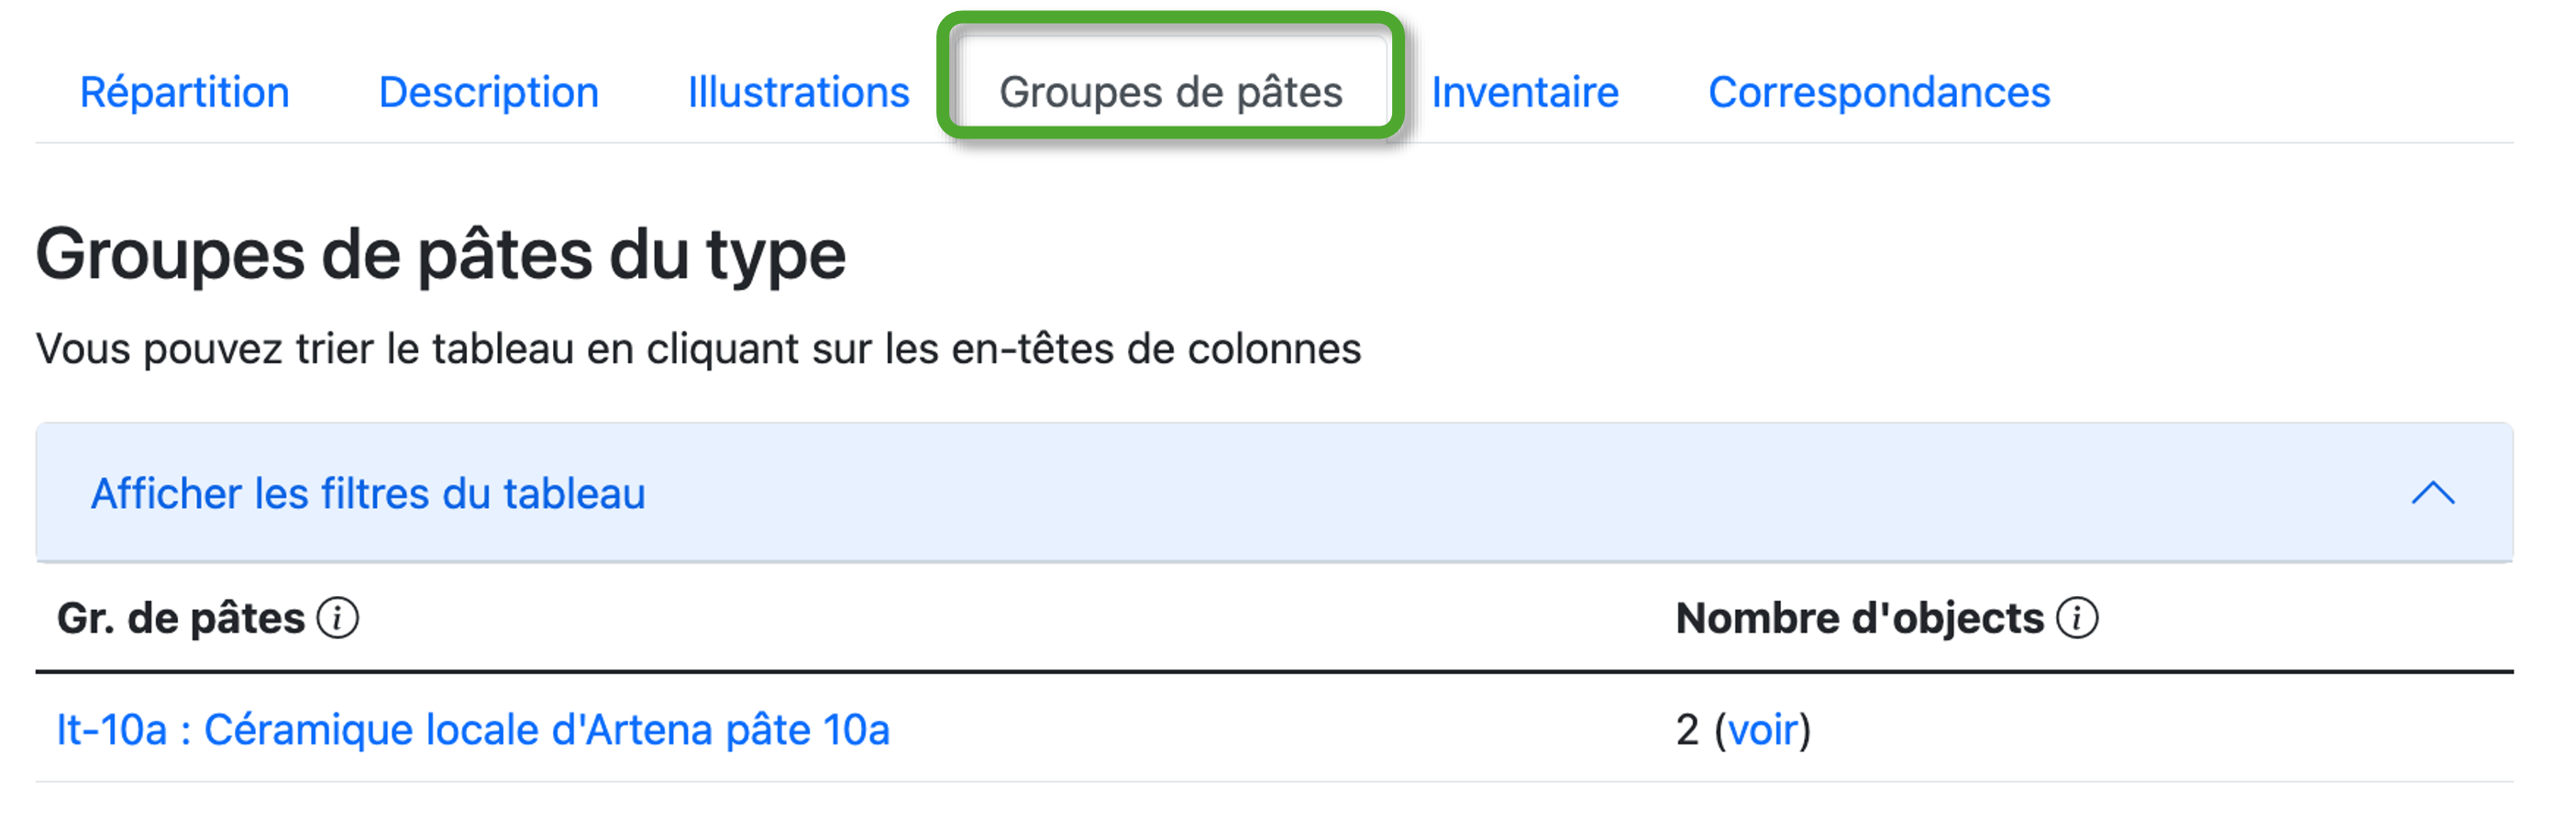 Répartition Description Illustrations Groupes de pâtes Inventaire Correspondances
Groupes de pâtes du type
Vous pouvez trier le tableau en cliquant sur les en-têtes de colonnes
Afficher les filtres du tableau
Gr. de pâtes i Nombre d'objects i
It-10a : Céramique locale d'Artena pâte 10a 2 (voir)